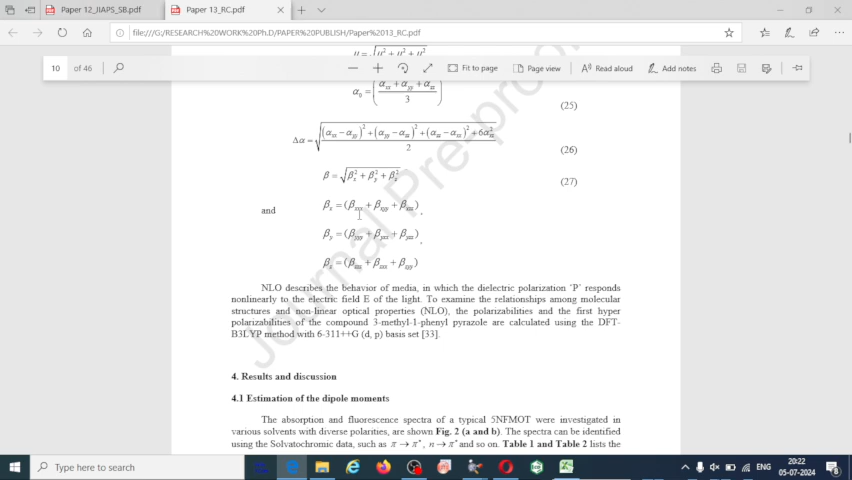 Paper 12_JIAPS_SB.pdf
Paper 13_RC.pdf
file:///G:/RESEARCH%20WORK%20Ph.D/PAPER%20PUBLISH/Paper%2013_RC.pdf
10 of 46
Fit to page
Page view
Read aloud
Add notes
μ = √μ² + μ² + μ²
α₀ = (αxx + αyy + αzz / 3)
(25)
Δα = √((αxx − αyy)² + (αyy − αzz)² + (αzz − αxx)² + 6α²xz / 2)
(26)
β = √βx² + βy² + βz²
(27)
and βx = (βxxx + βxyy + βxzz) ,
βy = (βyyy + βyxx + βyzz) ,
βz = (βzzz + βzxx + βzyy)
NLO describes the behavior of media, in which the dielectric polarization ‘P’ responds
nonlinearly to the electric field E of the light. To examine the relationships among molecular
structures and non-linear optical properties (NLO), the polarizabilities and the first hyper
polarizabilities of the compound 3-methyl-1-phenyl pyrazole are calculated using the DFT-
B3LYP method with 6-311++G (d, p) basis set [33].
4. Results and discussion
4.1 Estimation of the dipole moments
The absorption and fluorescence spectra of a typical 5NFMOT were investigated in
various solvents with diverse polarities, are shown Fig. 2 (a and b). The spectra can be identified
using the Solvatochromic data, such as π → π*, n → π* and so on. Table 1 and Table 2 lists the
Journal Pre-proo
Type here to search
ENG
20:22
05-07-2024
8